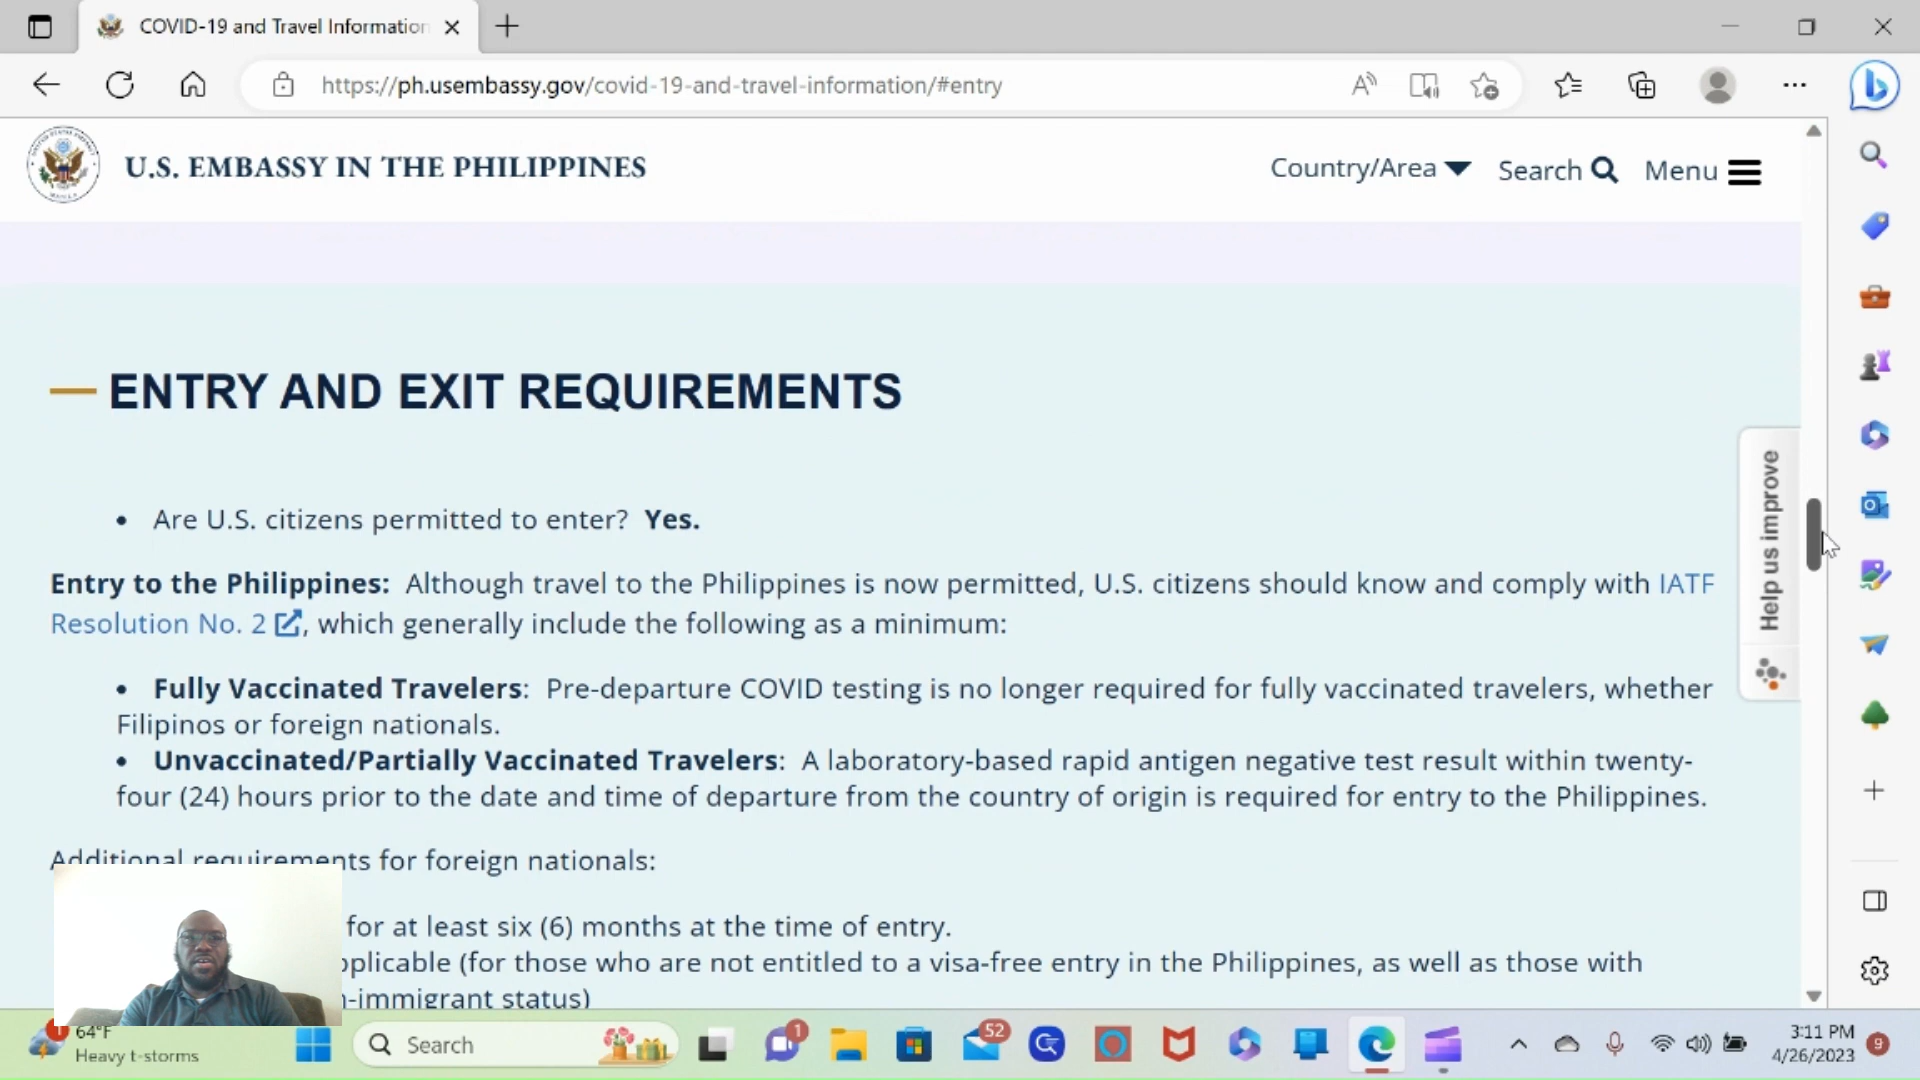 COVID-19 and Travel Information
https://ph.usembassy.gov/covid-19-and-travel-information/#entry
U.S. EMBASSY IN THE PHILIPPINES
Country/Area
Search
Menu
ENTRY AND EXIT REQUIREMENTS
• Are U.S. citizens permitted to enter? Yes.
Entry to the Philippines: Although travel to the Philippines is now permitted, U.S. citizens should know and comply with IATF
Resolution No. 2, which generally include the following as a minimum:
• Fully Vaccinated Travelers: Pre-departure COVID testing is no longer required for fully vaccinated travelers, whether
Filipinos or foreign nationals.
• Unvaccinated/Partially Vaccinated Travelers: A laboratory-based rapid antigen negative test result within twenty-
four (24) hours prior to the date and time of departure from the country of origin is required for entry to the Philippines.
Additional requirements for foreign nationals:
for at least six (6) months at the time of entry.
pplicable (for those who are not entitled to a visa-free entry in the Philippines, as well as those with
-immigrant status)
Help us improve
1
64°F
Heavy t-storms
Search
1
52
3:11 PM
4/26/2023
9